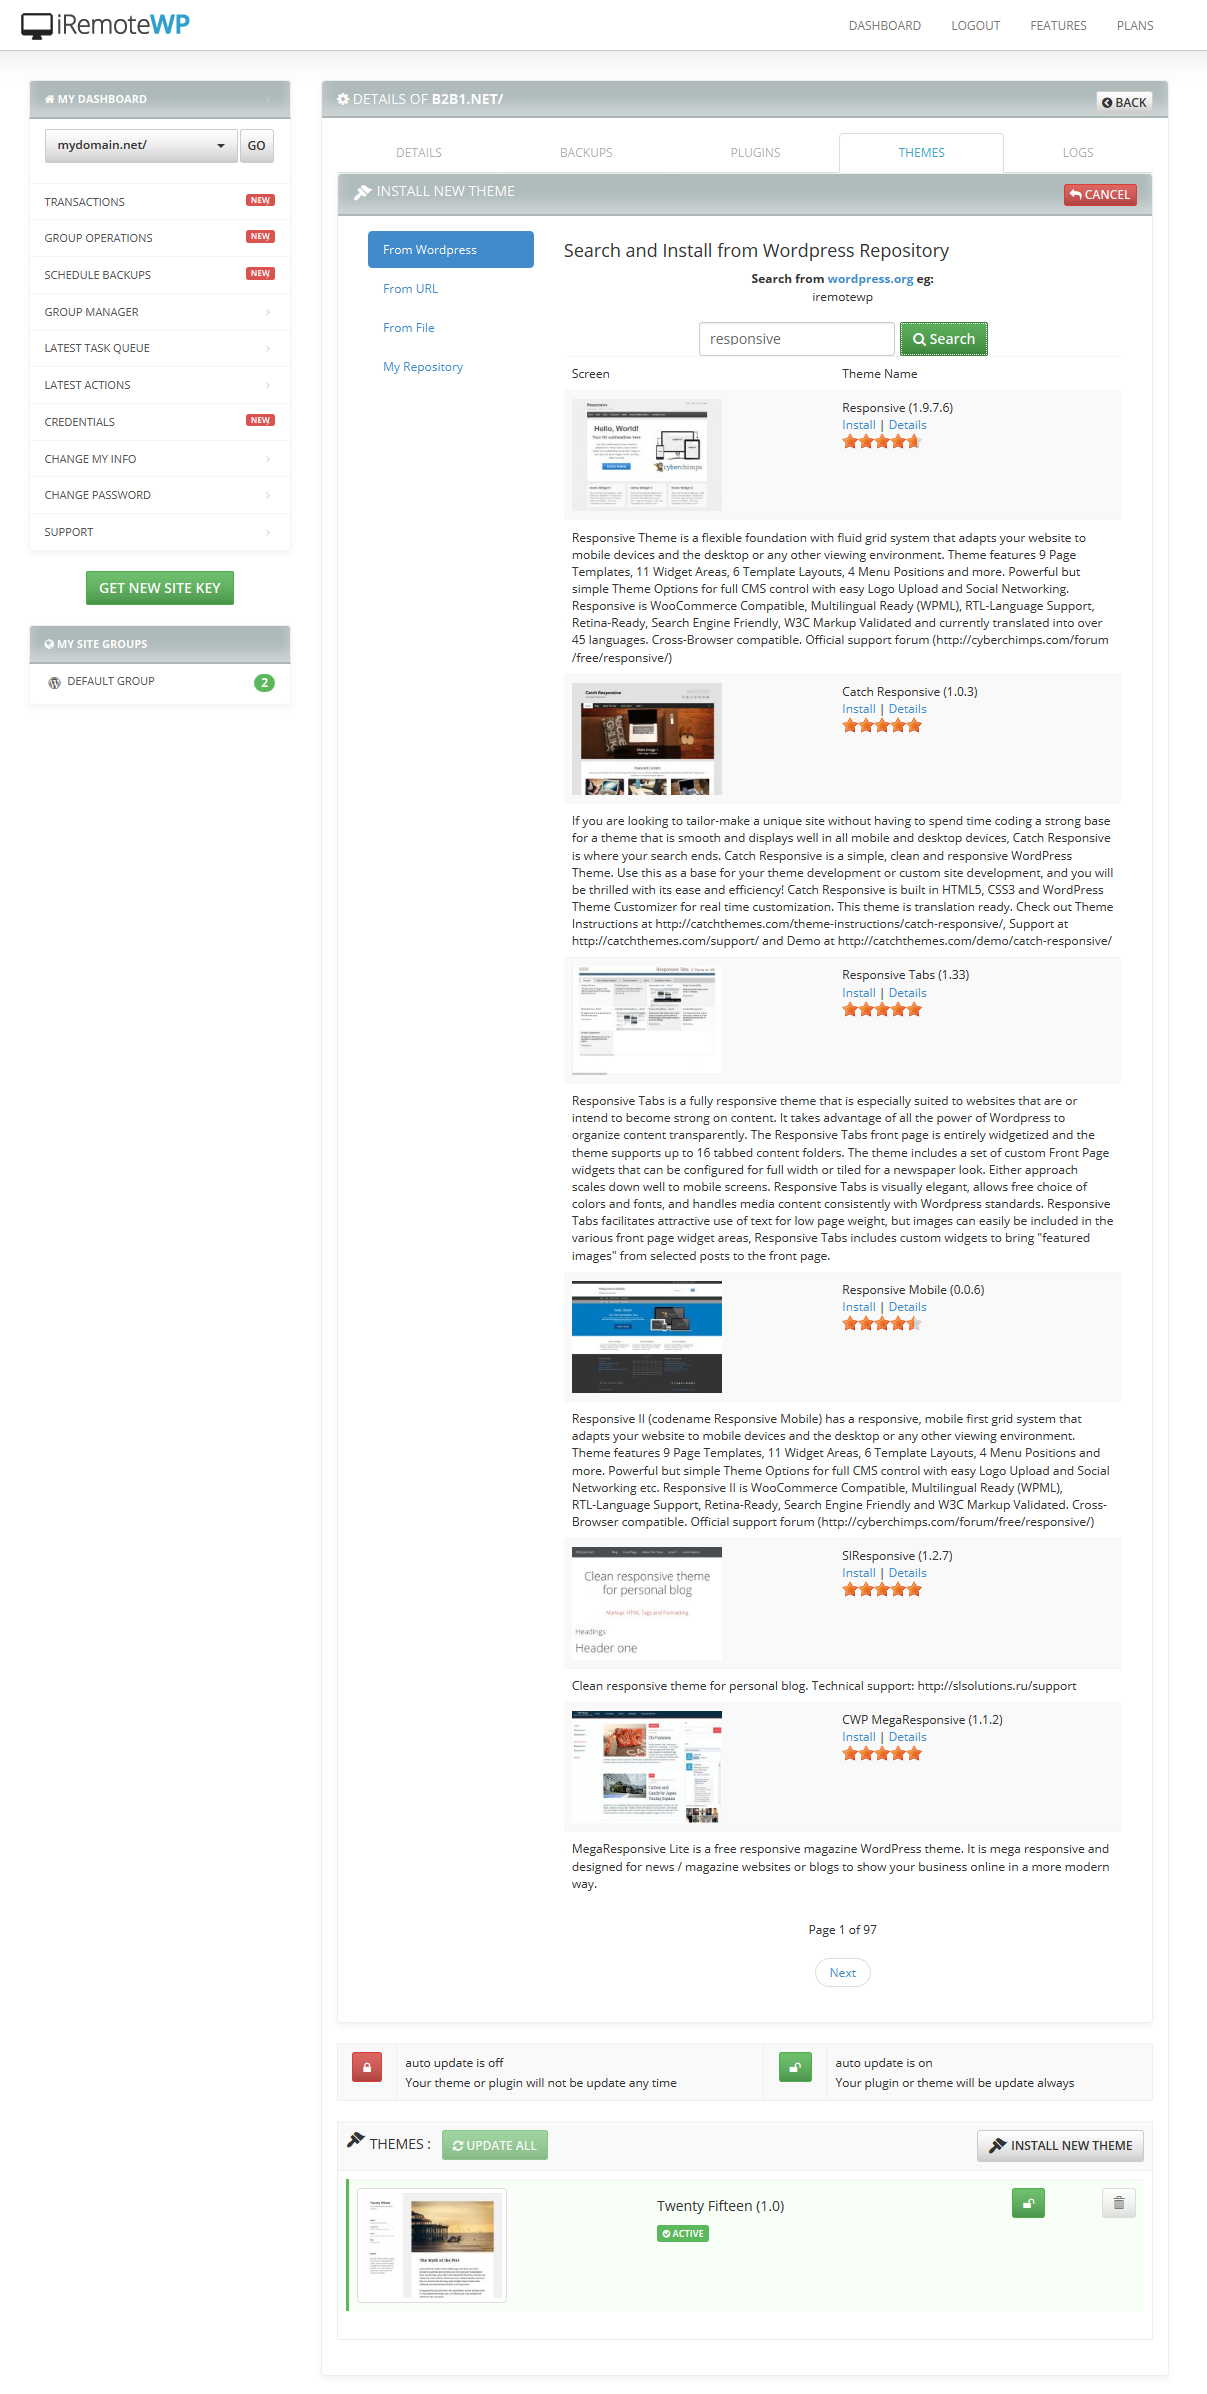 iRemoteWP
DASHBOARD LOGOUT FEATURES PLANS
MY DASHBOARD
mydomain.net/ GO
TRANSACTIONS NEW
GROUP OPERATIONS NEW
SCHEDULE BACKUPS NEW
GROUP MANAGER
LATEST TASK QUEUE
LATEST ACTIONS
CREDENTIALS NEW
CHANGE MY INFO
CHANGE PASSWORD
SUPPORT
GET NEW SITE KEY
MY SITE GROUPS
DEFAULT GROUP 2
DETAILS OF B2B1.NET/ BACK
DETAILS BACKUPS PLUGINS THEMES LOGS
INSTALL NEW THEME CANCEL
From Wordpress
From URL
From File
My Repository
Search and Install from Wordpress Repository
Search from wordpress.org eg:
iremotewp
responsive Search
Screen Theme Name
Responsive
Hello, World!
Your H2 subheadline here
cyberchimps
Responsive (1.9.7.6)
Install | Details
Responsive Theme is a flexible foundation with fluid grid system that adapts your website to
mobile devices and the desktop or any other viewing environment. Theme features 9 Page
Templates, 11 Widget Areas, 6 Template Layouts, 4 Menu Positions and more. Powerful but
simple Theme Options for full CMS control with easy Logo Upload and Social Networking.
Responsive is WooCommerce Compatible, Multilingual Ready (WPML), RTL-Language Support,
Retina-Ready, Search Engine Friendly, W3C Markup Validated and currently translated into over
45 languages. Cross-Browser compatible. Official support forum (http://cyberchimps.com/forum
/free/responsive/)
Catch Responsive
Catch Responsive (1.0.3)
Install | Details
If you are looking to tailor-make a unique site without having to spend time coding a strong base
for a theme that is smooth and displays well in all mobile and desktop devices, Catch Responsive
is where your search ends. Catch Responsive is a simple, clean and responsive WordPress
Theme. Use this as a base for your theme development or custom site development, and you will
be thrilled with its ease and efficiency! Catch Responsive is built in HTML5, CSS3 and WordPress
Theme Customizer for real time customization. This theme is translation ready. Check out Theme
Instructions at http://catchthemes.com/theme-instructions/catch-responsive/, Support at
http://catchthemes.com/support/ and Demo at http://catchthemes.com/demo/catch-responsive/
Responsive Tabs
Responsive Tabs (1.33)
Install | Details
Responsive Tabs is a fully responsive theme that is especially suited to websites that are or
intend to become strong on content. It takes advantage of all the power of Wordpress to
organize content transparently. The Responsive Tabs front page is entirely widgetized and the
theme supports up to 16 tabbed content folders. The theme includes a set of custom Front Page
widgets that can be configured for full width or tiled for a newspaper look. Either approach
scales down well to mobile screens. Responsive Tabs is visually elegant, allows free choice of
colors and fonts, and handles media content consistently with Wordpress standards. Responsive
Tabs facilitates attractive use of text for low page weight, but images can easily be included in the
various front page widget areas, Responsive Tabs includes custom widgets to bring "featured
images" from selected posts to the front page.
Responsive Mobile (0.0.6)
Install | Details
Responsive II (codename Responsive Mobile) has a responsive, mobile first grid system that
adapts your website to mobile devices and the desktop or any other viewing environment.
Theme features 9 Page Templates, 11 Widget Areas, 6 Template Layouts, 4 Menu Positions and
more. Powerful but simple Theme Options for full CMS control with easy Logo Upload and Social
Networking etc. Responsive II is WooCommerce Compatible, Multilingual Ready (WPML),
RTL-Language Support, Retina-Ready, Search Engine Friendly and W3C Markup Validated. Cross-
Browser compatible. Official support forum (http://cyberchimps.com/forum/free/responsive/)
Clean responsive theme
for personal blog
Markup: HTML Tags and Formatting
Headings
Header one
SlResponsive (1.2.7)
Install | Details
Clean responsive theme for personal blog. Technical support: http://slsolutions.ru/support
CWP MegaResponsive (1.1.2)
Install | Details
MegaResponsive Lite is a free responsive magazine WordPress theme. It is mega responsive and
designed for news / magazine websites or blogs to show your business online in a more modern
way.
Page 1 of 97
Next
auto update is off
Your theme or plugin will not be update any time
auto update is on
Your plugin or theme will be update always
THEMES : UPDATE ALL INSTALL NEW THEME
Twenty Fifteen
The Myth of the Pier
Twenty Fifteen (1.0)
ACTIVE